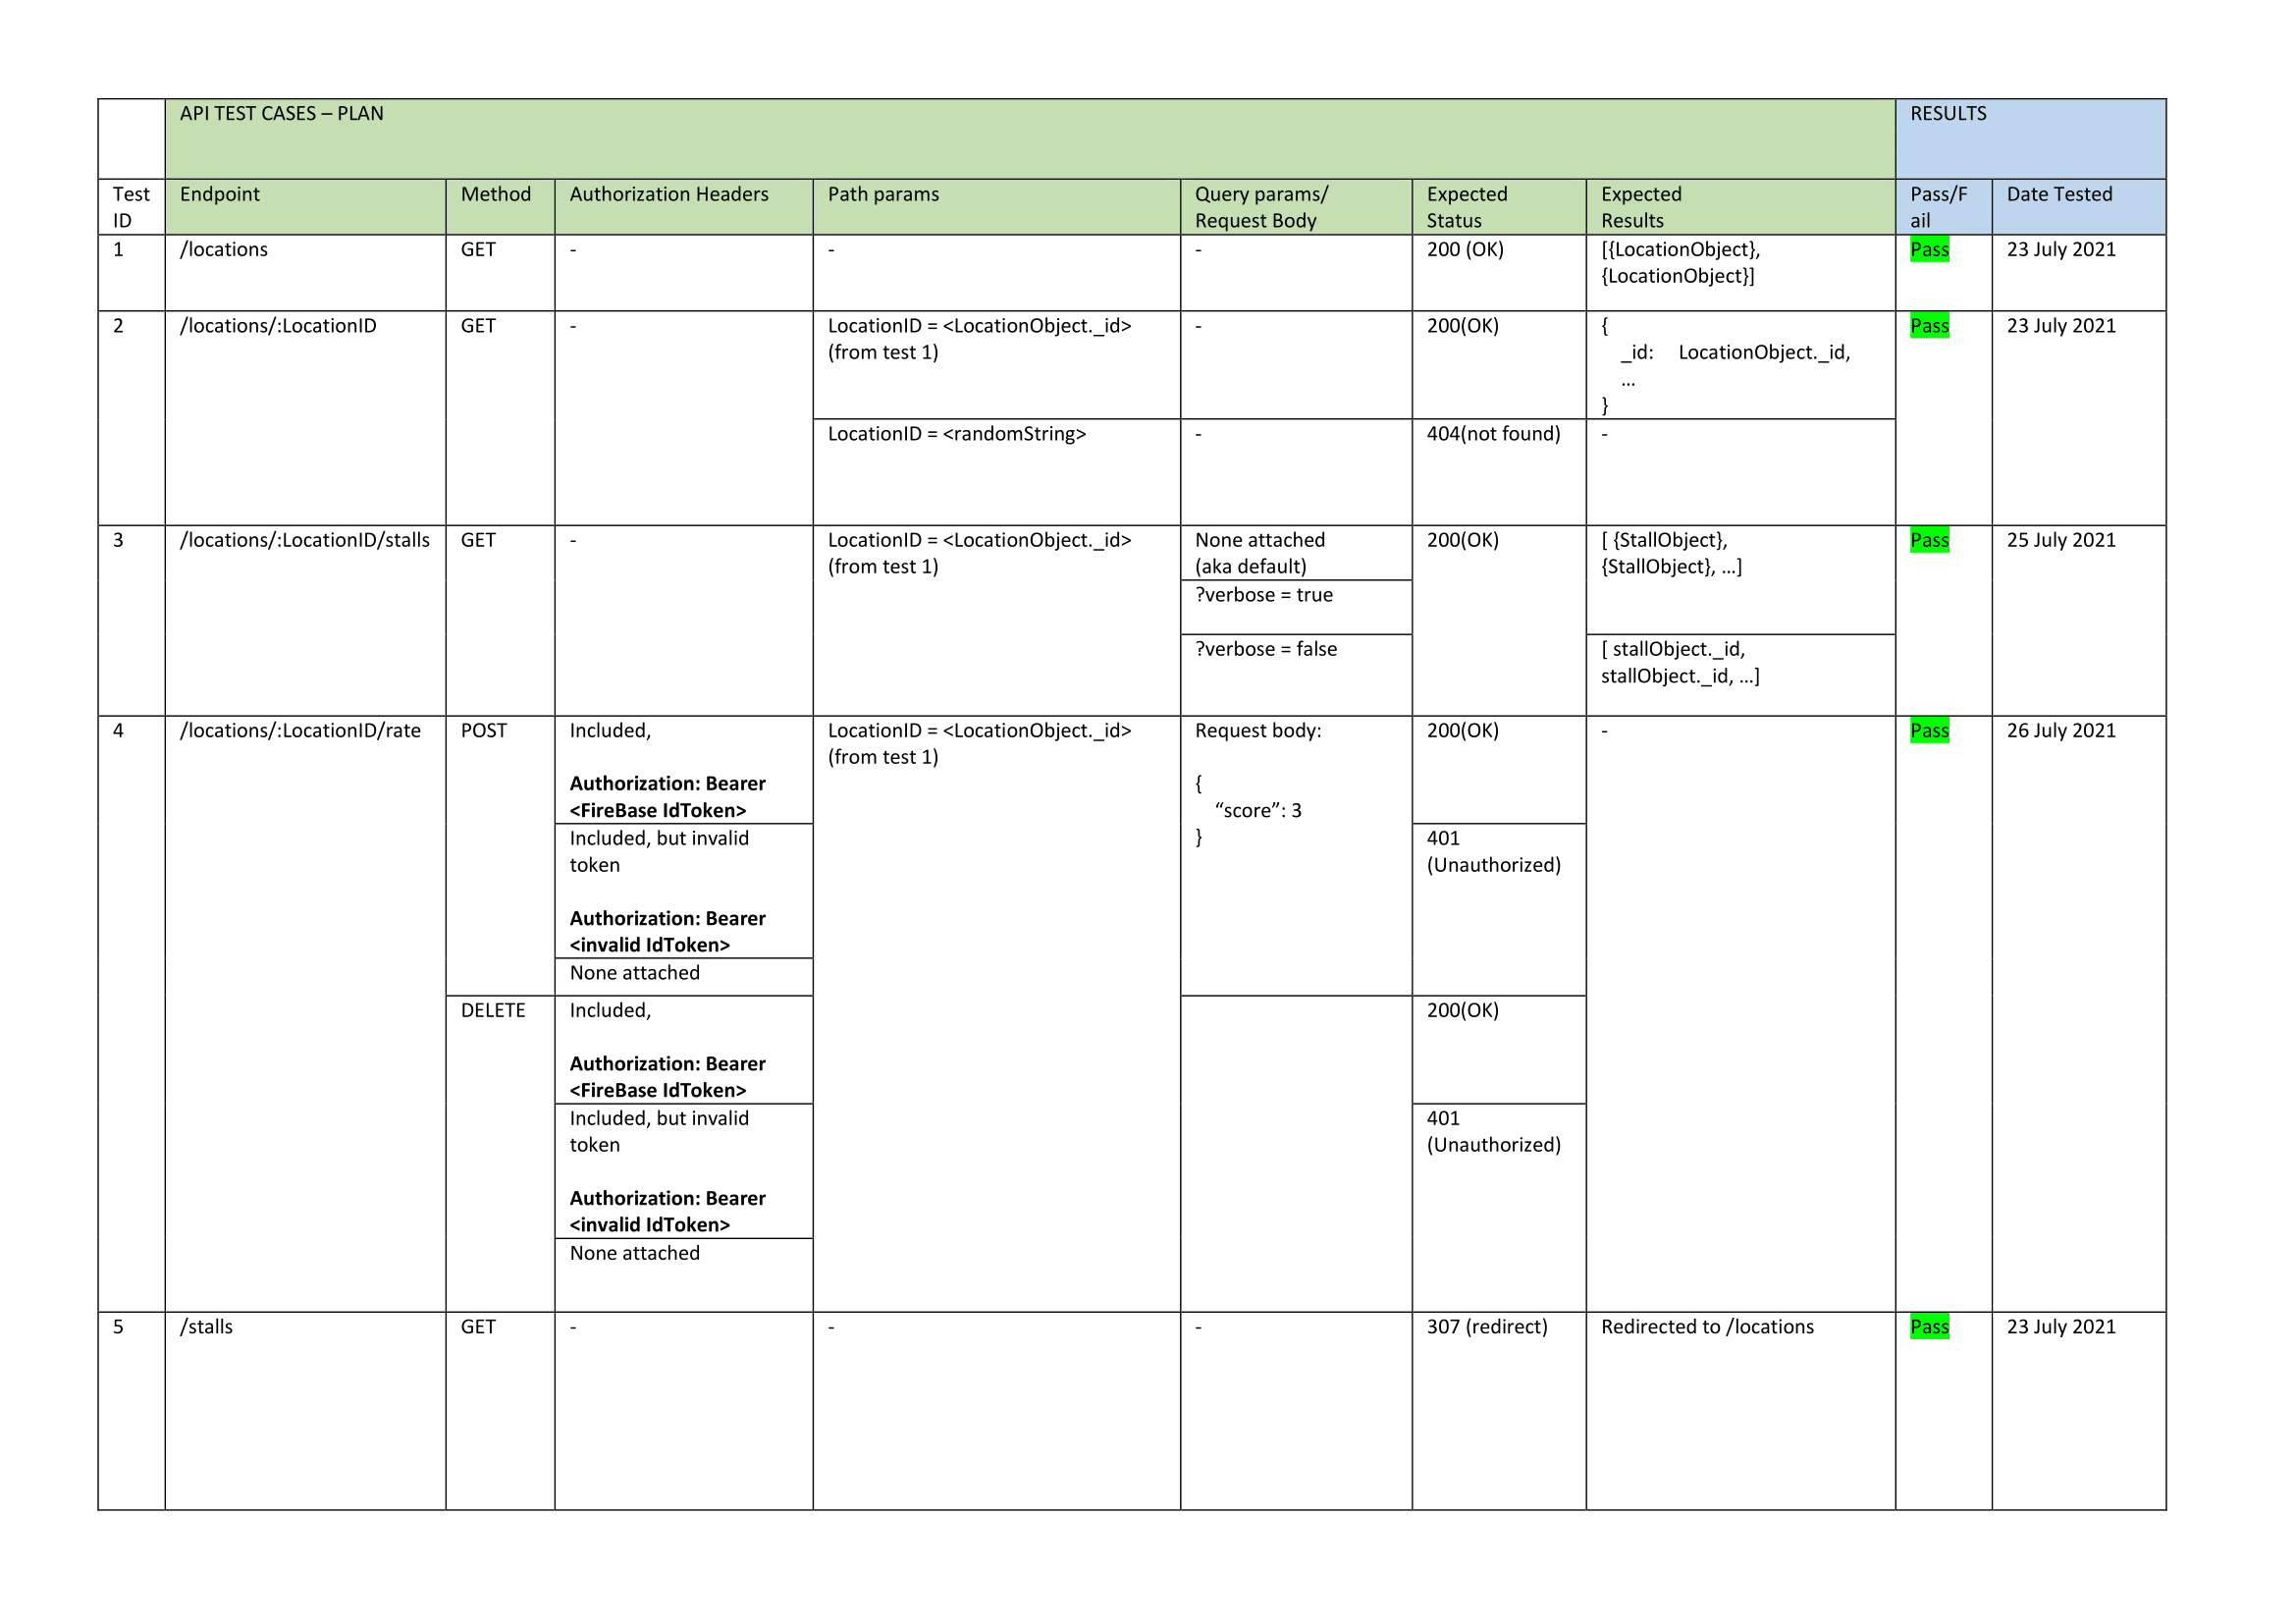 API TEST CASES – PLAN
RESULTS
Test ID
Endpoint
Method
Authorization Headers
Path params
Query params/
Request Body
Expected
Status
Expected
Results
Pass/F
ail
Date Tested
1
/locations
GET
-
-
-
200 (OK)
[{LocationObject},
{LocationObject}]
Pass
23 July 2021
2
/locations/:LocationID
GET
-
LocationID = <LocationObject._id>
(from test 1)
-
200(OK)
{
_id: LocationObject._id,
…
}
Pass
23 July 2021
LocationID = <randomString>
-
404(not found)
-
3
/locations/:LocationID/stalls
GET
-
LocationID = <LocationObject._id>
(from test 1)
None attached
(aka default)
200(OK)
[ {StallObject},
{StallObject}, …]
Pass
25 July 2021
?verbose = true
?verbose = false
[ stallObject._id,
stallObject._id, …]
4
/locations/:LocationID/rate
POST
Included,
Authorization: Bearer
<FireBase IdToken>
LocationID = <LocationObject._id>
(from test 1)
Request body:
{
“score”: 3
}
200(OK)
-
Pass
26 July 2021
Included, but invalid
token
Authorization: Bearer
<invalid IdToken>
401
(Unauthorized)
None attached
DELETE
Included,
Authorization: Bearer
<FireBase IdToken>
200(OK)
Included, but invalid
token
Authorization: Bearer
<invalid IdToken>
401
(Unauthorized)
None attached
5
/stalls
GET
-
-
-
307 (redirect)
Redirected to /locations
Pass
23 July 2021